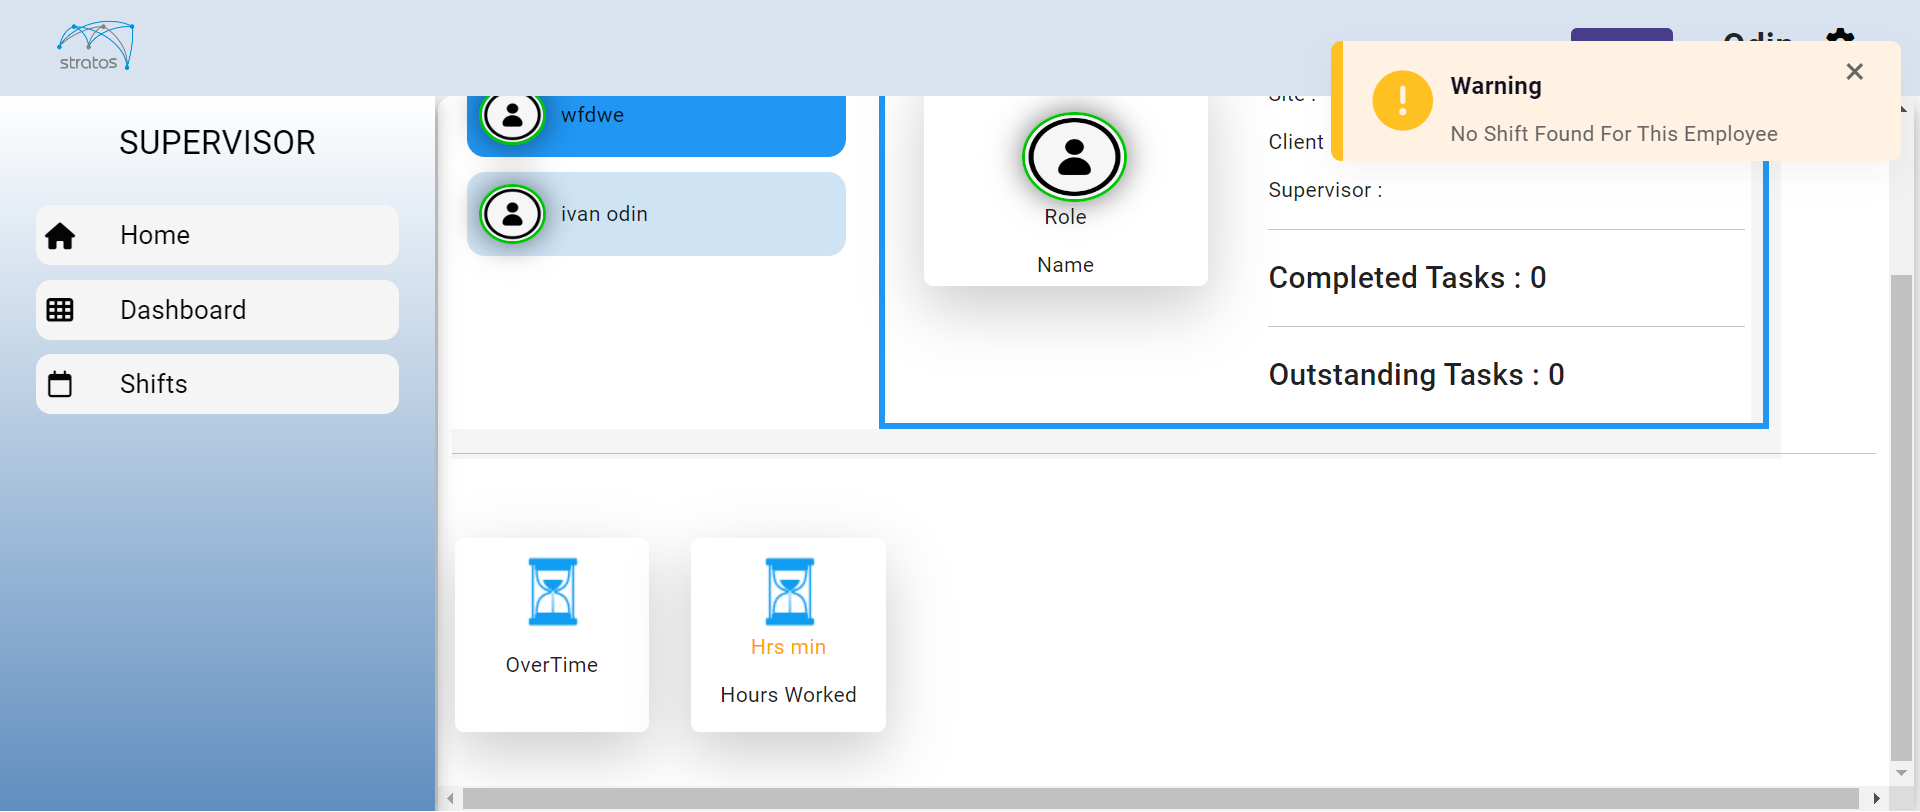 stratos
Odin
Warning
No Shift Found For This Employee
SUPERVISOR
Home
Dashboard
Shifts
wfdwe
ivan odin
Role
Name
Site :
Client
Supervisor :
Completed Tasks : 0
Outstanding Tasks : 0
OverTime
Hrs min
Hours Worked